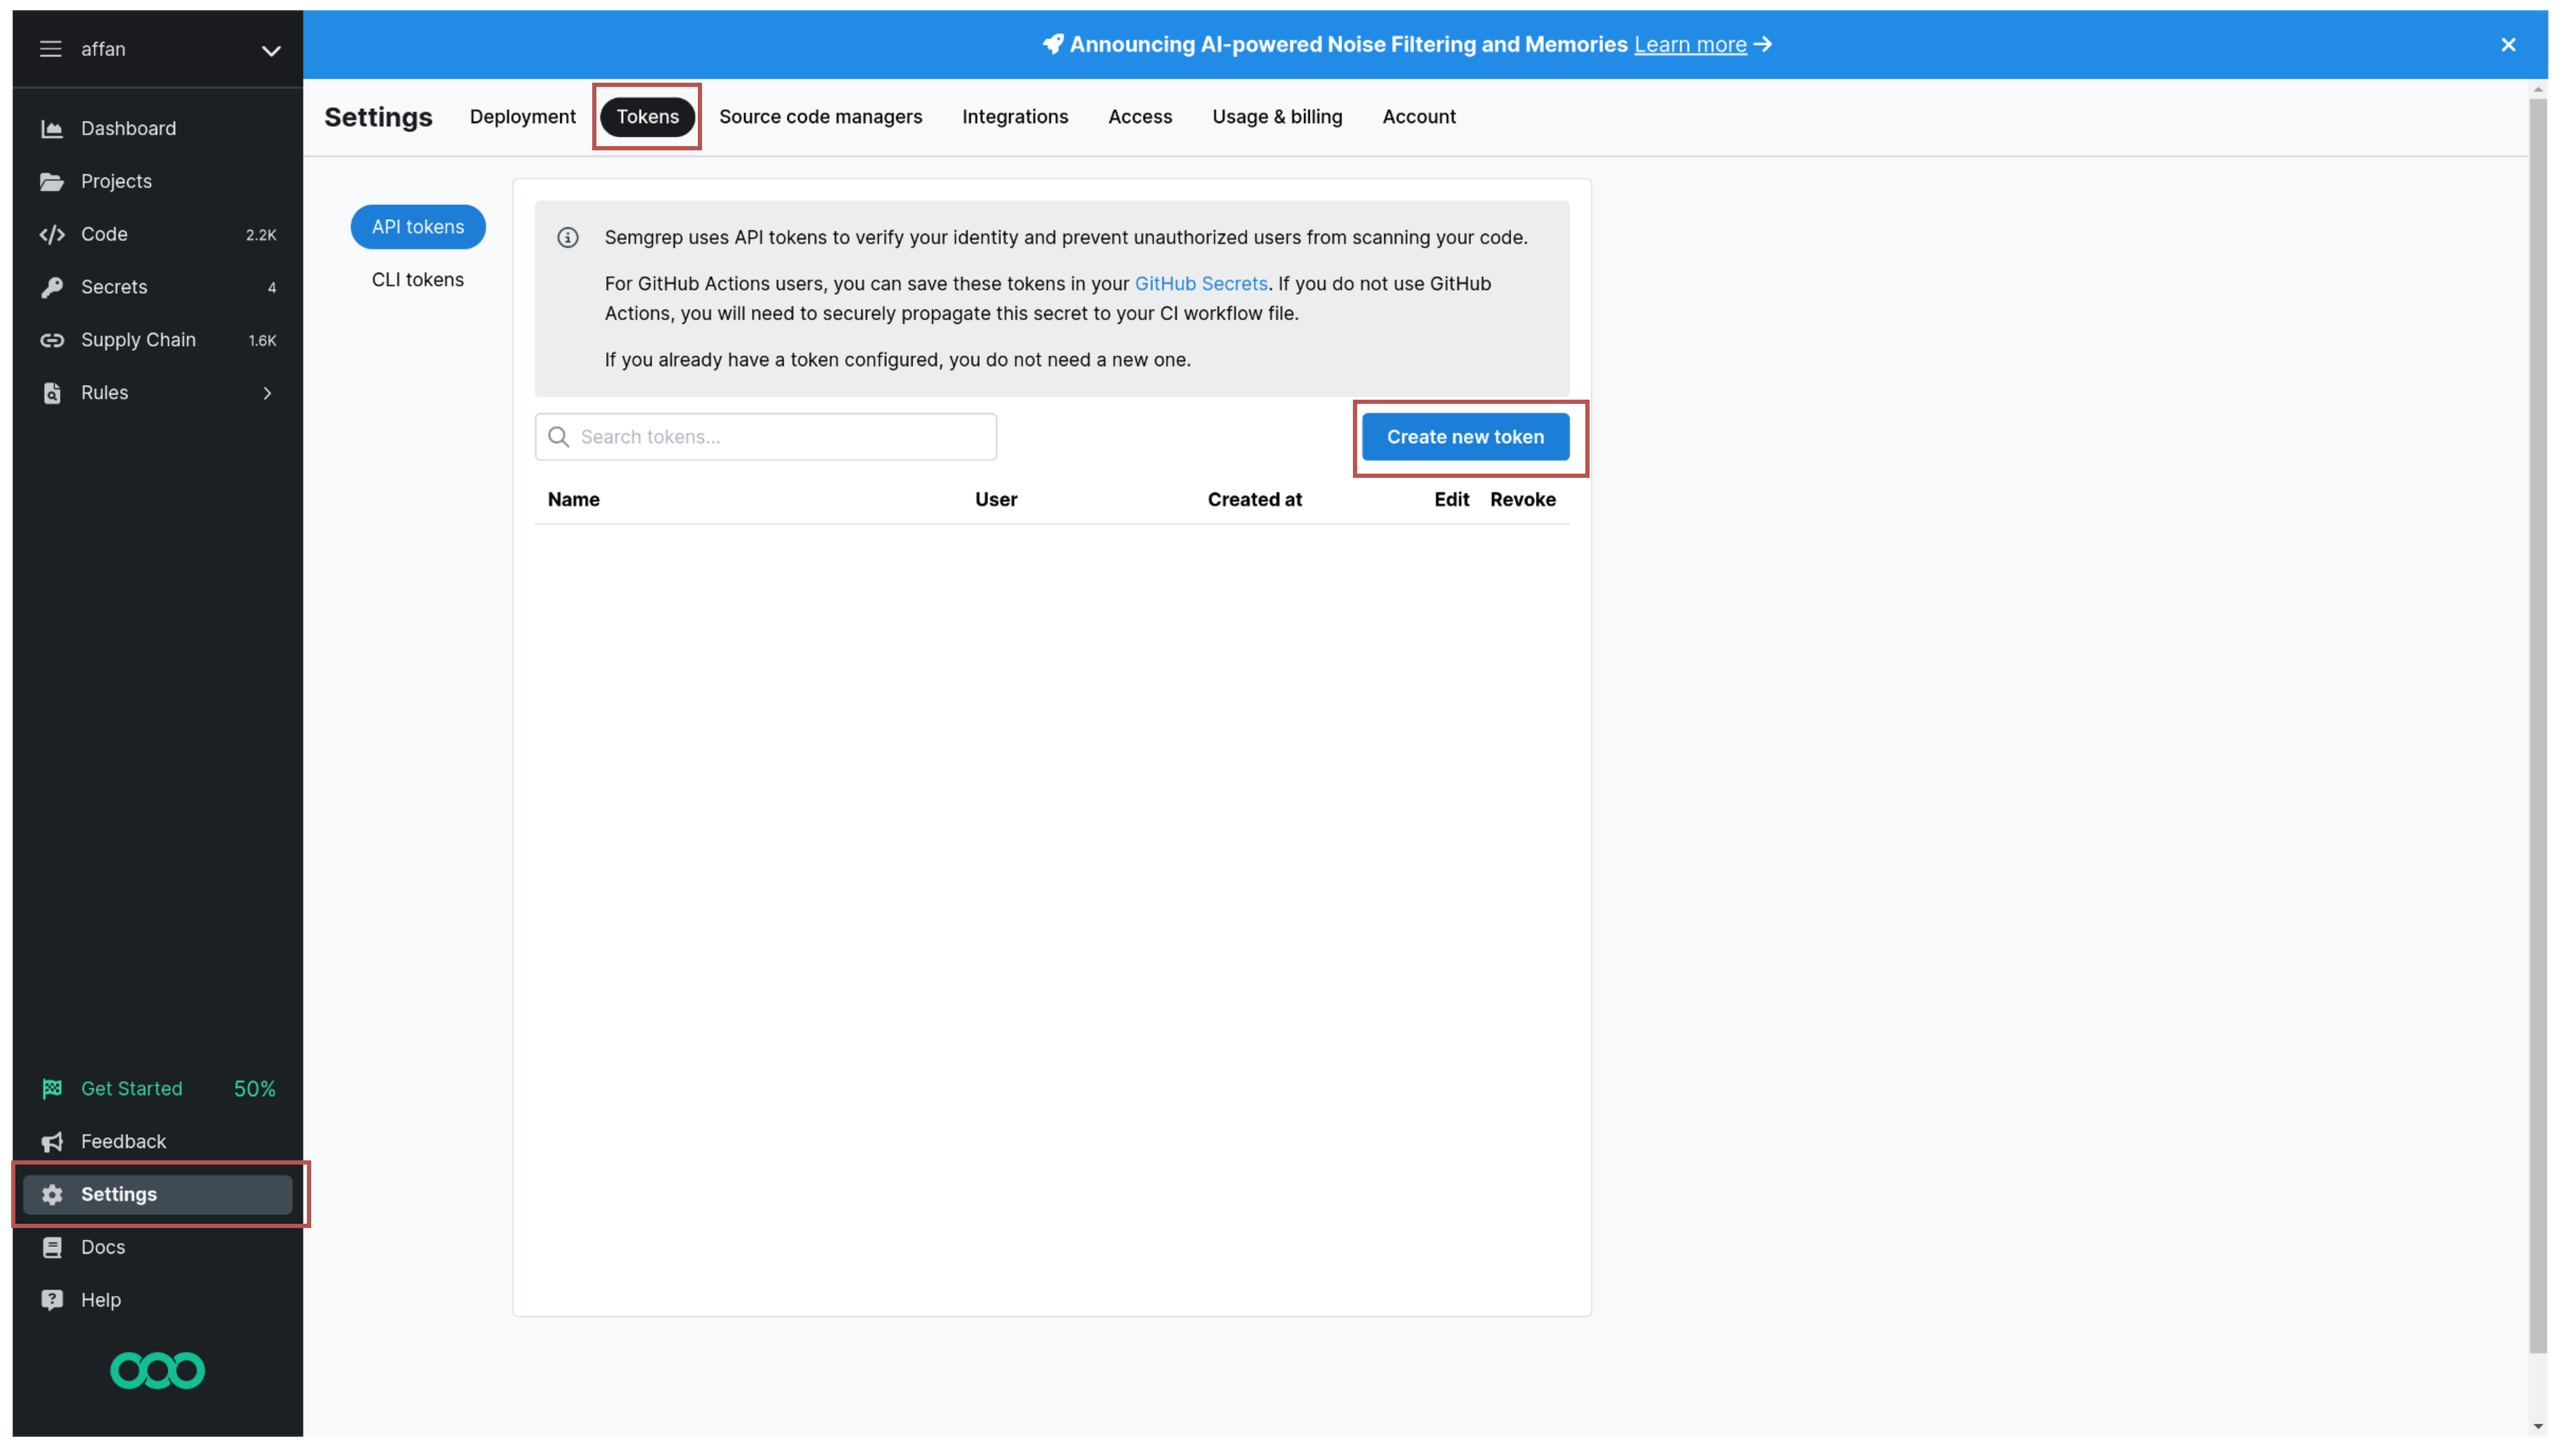 affan
Announcing AI-powered Noise Filtering and Memories Learn more →
Settings
Deployment
Tokens
Source code managers
Integrations
Access
Usage & billing
Account
Dashboard
Projects
Code 2.2K
Secrets 4
Supply Chain 1.6K
Rules
Get Started 50%
Feedback
Settings
Docs
Help
API tokens
CLI tokens
Semgrep uses API tokens to verify your identity and prevent unauthorized users from scanning your code.
For GitHub Actions users, you can save these tokens in your GitHub Secrets. If you do not use GitHub
Actions, you will need to securely propagate this secret to your CI workflow file.
If you already have a token configured, you do not need a new one.
Search tokens...
Create new token
Name User Created at Edit Revoke